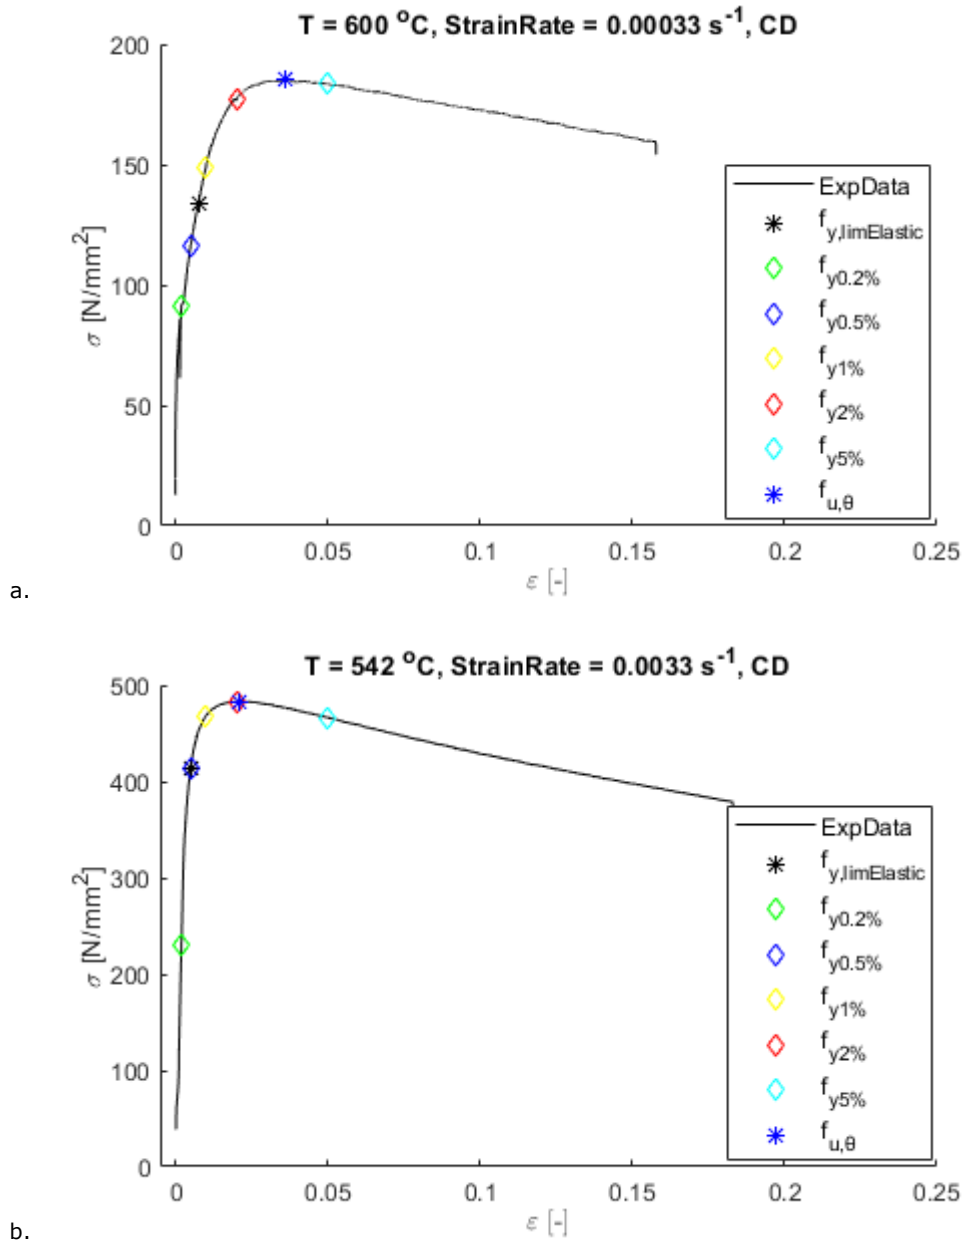 T = 600 °C, StrainRate = 0.00033 s⁻¹, CD
200
150
100
50
0
σ [N/mm²]
0 0.05 0.1 0.15 0.2 0.25
ε [-]
ExpData
f_y,limElastic
f_y0.2%
f_y0.5%
f_y1%
f_y2%
f_y5%
f_u,θ
a.
T = 542 °C, StrainRate = 0.0033 s⁻¹, CD
500
400
300
200
100
0
σ [N/mm²]
0 0.05 0.1 0.15 0.2 0.25
ε [-]
ExpData
f_y,limElastic
f_y0.2%
f_y0.5%
f_y1%
f_y2%
f_y5%
f_u,θ
b.